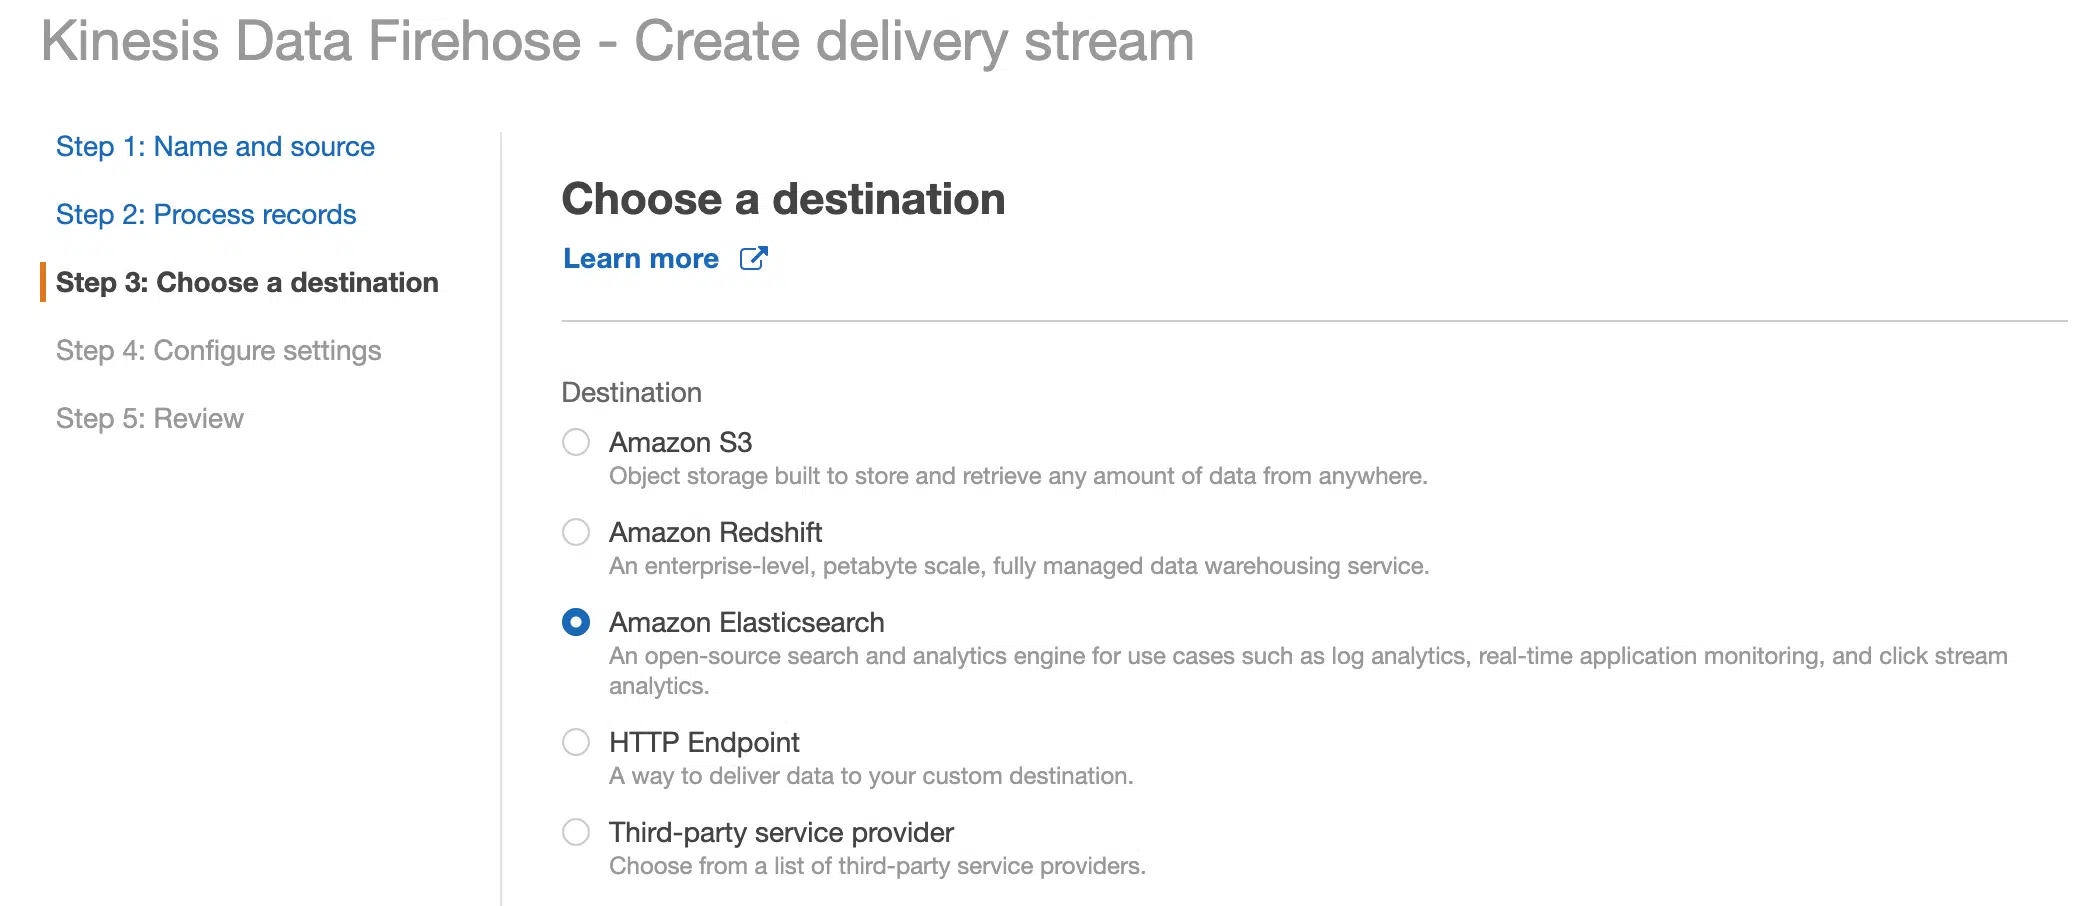 Kinesis Data Firehose - Create delivery stream
Step 1: Name and source
Step 2: Process records
Step 3: Choose a destination
Step 4: Configure settings
Step 5: Review
Choose a destination
Learn more
Destination
Amazon S3
Object storage built to store and retrieve any amount of data from anywhere.
Amazon Redshift
An enterprise-level, petabyte scale, fully managed data warehousing service.
Amazon Elasticsearch
An open-source search and analytics engine for use cases such as log analytics, real-time application monitoring, and click stream
analytics.
HTTP Endpoint
A way to deliver data to your custom destination.
Third-party service provider
Choose from a list of third-party service providers.